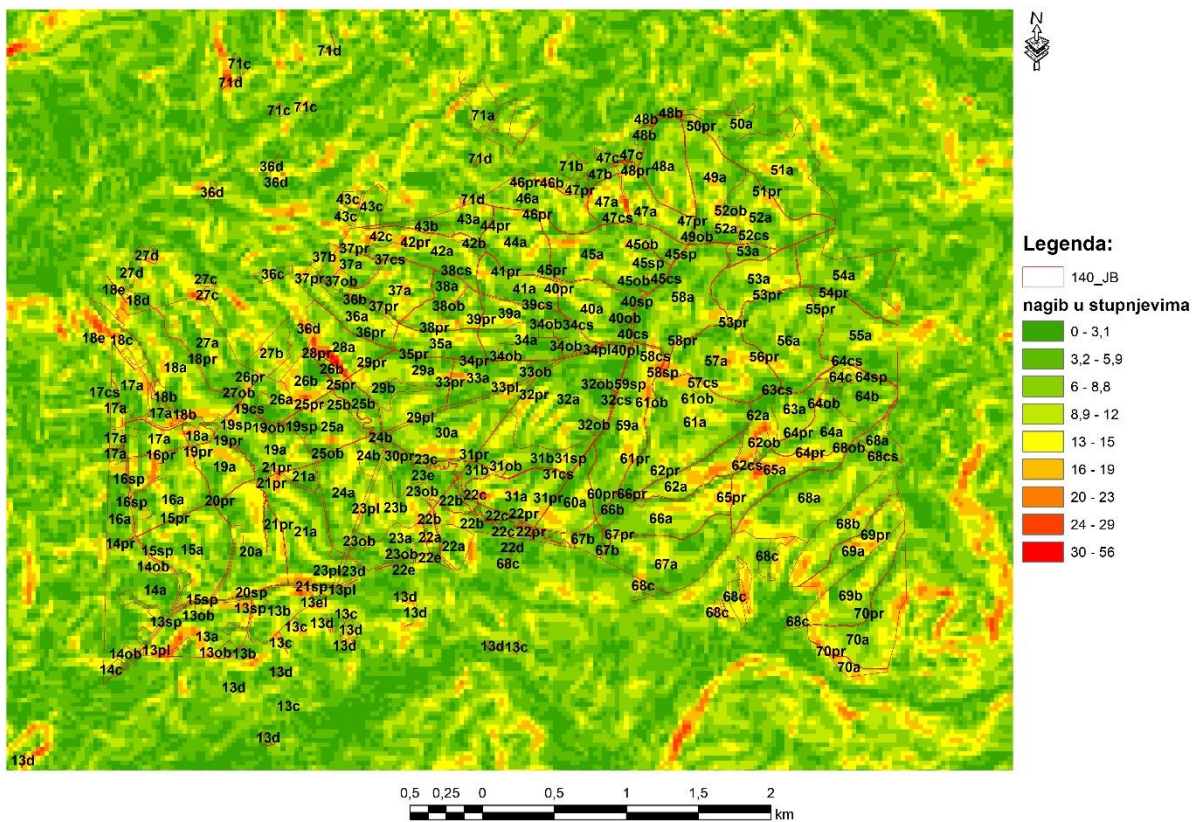 71d
71c
71d
71c 71c
71a
71d
36d
36d
36d
48b 48b
48b
50pr 50a
71b 47c 47c
47b 48pr 48a
46pr 46b 47pr
49a
51a
51pr
43c
43c
43c
71d
46a
46pr
47a
47cs
47a
47pr
52ob
52a
43b
43a
44pr
52a
52cs
42c
42pr
42a
42b 44a
45a
45ob
45sp
45sp
49ob
53a
27d
27d
18e
18d
27c
27c
36c
37b
37pr
37a
37cs
37pr 37ob
38cs
38a
41pr
45pr
45ob 45cs
53a
53pr
54a
54pr
55pr
36b
36a
37a
37pr
38ob
41a
40pr
39cs
40a
40sp
58a
40ob
40cs
18e 18c
36d
36pr
38pr
39pr 39a
34ob 34cs
53pr
56a
55a
27a
18pr
27b
28pr
28a
26b
29pr
35a
35pr
34a
34pr 34ob
34ob 34pl 40pl
58cs
58sp
58pr
57a
56pr
18a
26pr
26b
25pr
29a
29b
33pr 33a
33ob
33pl
32pr
32ob 59sp
57cs
64cs
64c 64sp
17cs 17a
27ob
26a
25pr 25b 25b
32a
32cs
61ob
61ob
63cs
64b
17a
18b
17a 18b
19cs
19sp 19ob 19sp 25a
29pl
32ob 59a
61a
62a
63a
64ob
17a
17a
17a
16pr
18a
19pr
19pr
19a
25ob
24b
24b 30pr
30a
31pr
23c
31b 31ob
31b 31sp
31cs
61pr
62ob
64pr
64pr
64a
68ob
68a
68cs
16sp
16sp
16a
19a
21pr
21pr
21a
20pr
24a
23e
23ob
22c
31a 31pr
60a
60pr 66pr
62pr
62a
62cs 65a
65pr
68a
16a
15pr
21pr
21a
23pl 23b
22b
22b
22b
22c
22pr
66b
66a
68b
14pr
15sp
15a
20a
23ob
23a
22a
22a
22c 22pr
22d
67b
67pr
67b
69pr
69a
14ob
23ob
22e
22e
68c
67a
68c
14a
15sp
20sp
21sp
23pl 23d
13pl
13d
68c
68c
68c
69b
13sp
13ob
13sp 13b
13el
13c
13d
13d
68c
70pr
13a
13c
13d
13d
13c
13d
13d 13c
70a
14ob
14c
13pl
13ob 13b
13d
70pr
70a
13d
13c
13d
13d
N
Legenda:
140_JB
nagib u stupnjevima
0 - 3,1
3,2 - 5,9
6 - 8,8
8,9 - 12
13 - 15
16 - 19
20 - 23
24 - 29
30 - 56
0,5 0,25 0 0,5 1 1,5 2
km